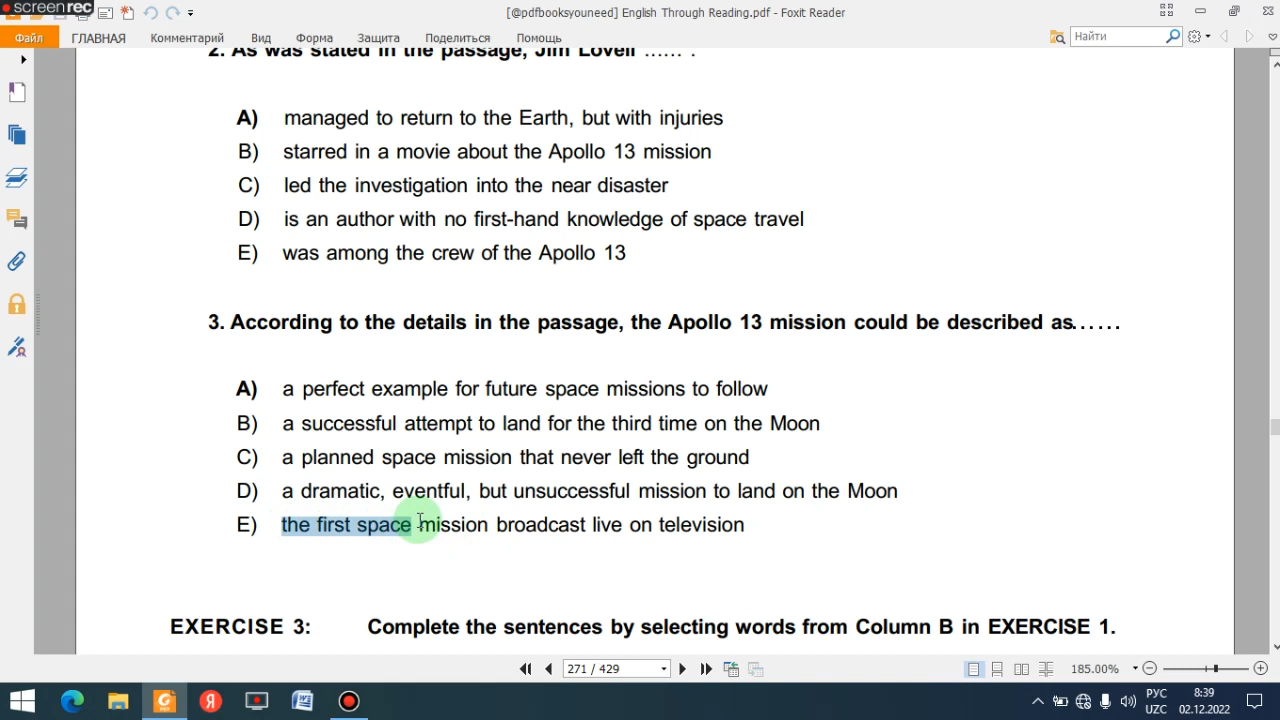 screenrec
[@pdfbooksyouneed] English Through Reading.pdf - Foxit Reader
Файл ГЛАВНАЯ Комментарий Вид Форма Защита Поделиться Помощь Найти
2. As was stated in the passage, Jim Lovell ...... .
A) managed to return to the Earth, but with injuries
B) starred in a movie about the Apollo 13 mission
C) led the investigation into the near disaster
D) is an author with no first-hand knowledge of space travel
E) was among the crew of the Apollo 13
3. According to the details in the passage, the Apollo 13 mission could be described as......
A) a perfect example for future space missions to follow
B) a successful attempt to land for the third time on the Moon
C) a planned space mission that never left the ground
D) a dramatic, eventful, but unsuccessful mission to land on the Moon
E) the first space mission broadcast live on television
EXERCISE 3: Complete the sentences by selecting words from Column B in EXERCISE 1.
271 / 429 185.00%
РУС 8:39
UZC 02.12.2022